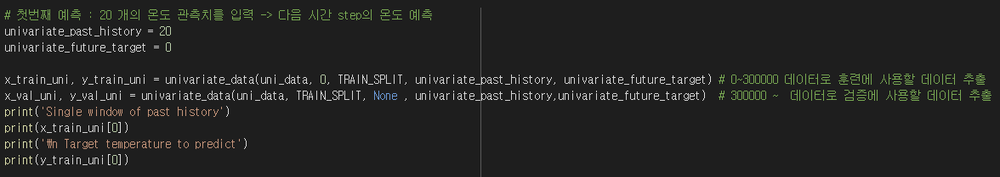 # 첫번째 예측 : 20 개의 온도 관측치를 입력 -> 다음 시간 step의 온도 예측
univariate_past_history = 20
univariate_future_target = 0
x_train_uni, y_train_uni = univariate_data(uni_data, 0, TRAIN_SPLIT, univariate_past_history, univariate_future_target) # 0~300000 데이터로 훈련에 사용할 데이터 추출
x_val_uni, y_val_uni = univariate_data(uni_data, TRAIN_SPLIT, None , univariate_past_history,univariate_future_target)  # 300000 ~  데이터로 검증에 사용할 데이터 추출
print('Single window of past history')
print(x_train_uni[0])
print('₩n Target temperature to predict')
print(y_train_uni[0])